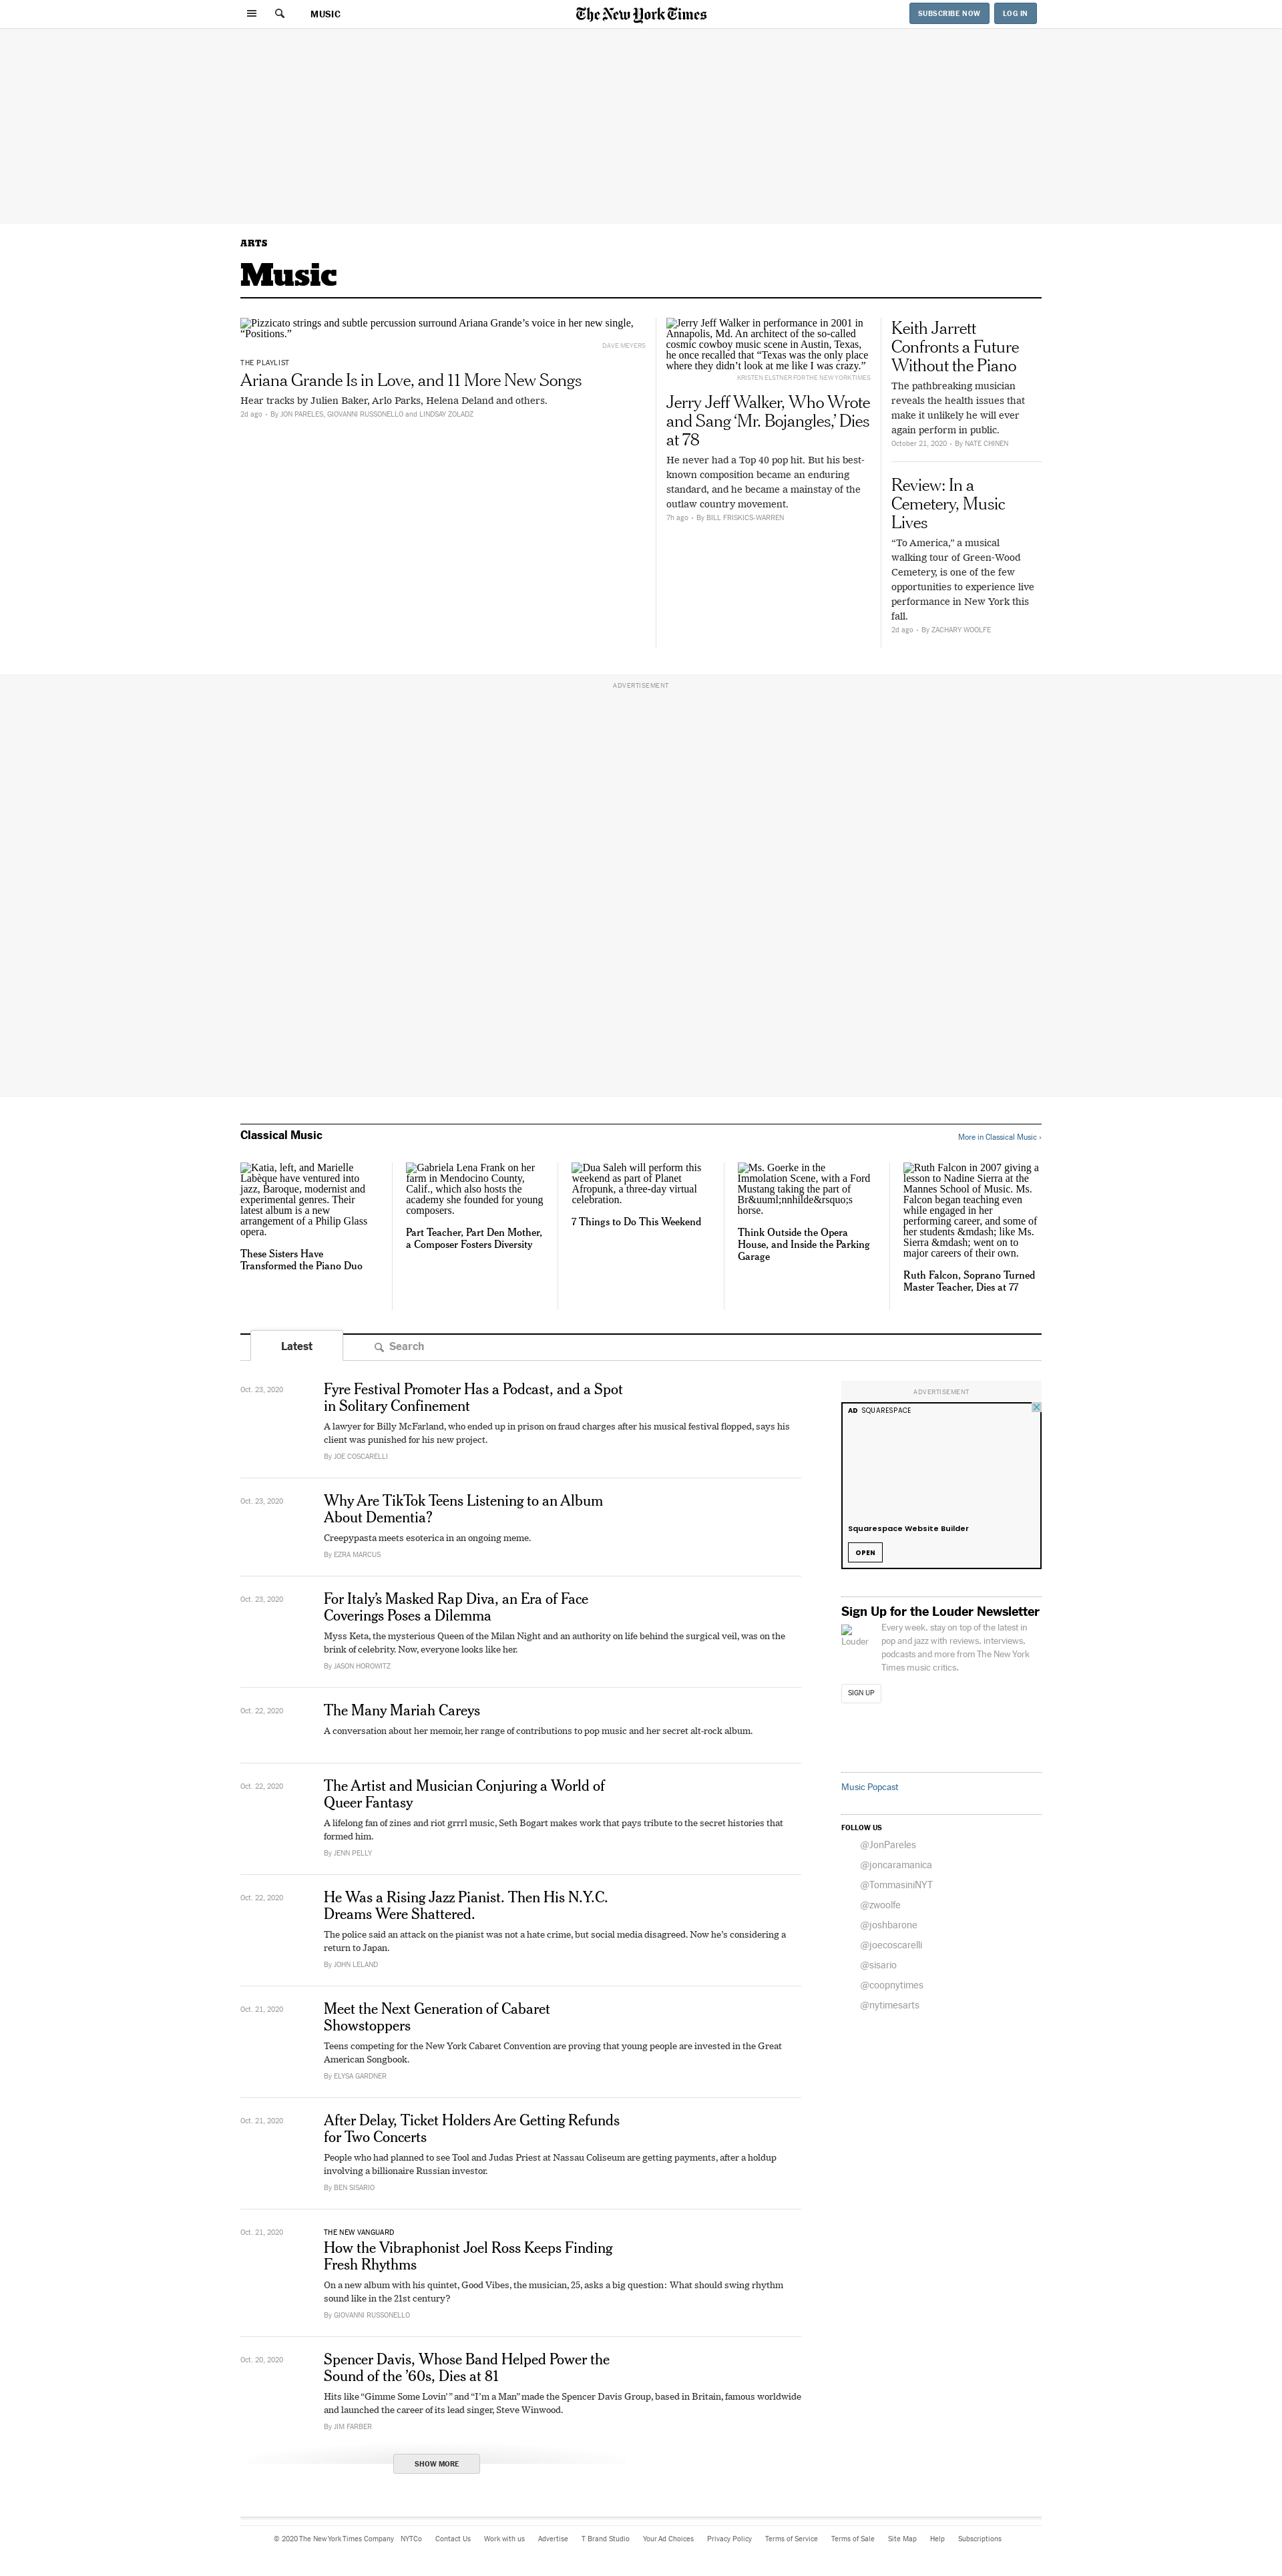 MUSIC
The New York Times
SUBSCRIBE NOW
LOG IN
ARTS
Music
Pizzicato strings and subtle percussion surround Ariana Grande’s voice in her new single,
“Positions.”
DAVE MEYERS
THE PLAYLIST
Ariana Grande Is in Love, and 11 More New Songs
Hear tracks by Julien Baker, Arlo Parks, Helena Deland and others.
2d ago • By JON PARELES, GIOVANNI RUSSONELLO and LINDSAY ZOLADZ
Jerry Jeff Walker in performance in 2001 in
Annapolis, Md. An architect of the so-called
cosmic cowboy music scene in Austin, Texas,
he once recalled that “Texas was the only place
where they didn’t look at me like I was crazy.”
KRISTEN ELSTNER FOR THE NEW YORK TIMES
Jerry Jeff Walker, Who Wrote
and Sang ‘Mr. Bojangles,’ Dies
at 78
He never had a Top 40 pop hit. But his best-
known composition became an enduring
standard, and he became a mainstay of the
outlaw country movement.
7h ago • By BILL FRISKICS-WARREN
Keith Jarrett
Confronts a Future
Without the Piano
The pathbreaking musician
reveals the health issues that
make it unlikely he will ever
again perform in public.
October 21, 2020 • By NATE CHINEN
Review: In a
Cemetery, Music
Lives
“To America,” a musical
walking tour of Green-Wood
Cemetery, is one of the few
opportunities to experience live
performance in New York this
fall.
2d ago • By ZACHARY WOOLFE
ADVERTISEMENT
Classical Music
More in Classical Music ›
Katia, left, and Marielle
Labèque have ventured into
jazz, Baroque, modernist and
experimental genres. Their
latest album is a new
arrangement of a Philip Glass
opera.
These Sisters Have
Transformed the Piano Duo
Gabriela Lena Frank on her
farm in Mendocino County,
Calif., which also hosts the
academy she founded for young
composers.
Part Teacher, Part Den Mother,
a Composer Fosters Diversity
Dua Saleh will perform this
weekend as part of Planet
Afropunk, a three-day virtual
celebration.
7 Things to Do This Weekend
Ms. Goerke in the
Immolation Scene, with a Ford
Mustang taking the part of
Br&uuml;nnhilde&rsquo;s
horse.
Think Outside the Opera
House, and Inside the Parking
Garage
Ruth Falcon in 2007 giving a
lesson to Nadine Sierra at the
Mannes School of Music. Ms.
Falcon began teaching even
while engaged in her
performing career, and some of
her students &mdash; like Ms.
Sierra &mdash; went on to
major careers of their own.
Ruth Falcon, Soprano Turned
Master Teacher, Dies at 77
Latest
Search
Oct. 23, 2020
Fyre Festival Promoter Has a Podcast, and a Spot
in Solitary Confinement
A lawyer for Billy McFarland, who ended up in prison on fraud charges after his musical festival flopped, says his
client was punished for his new project.
By JOE COSCARELLI
Oct. 23, 2020
Why Are TikTok Teens Listening to an Album
About Dementia?
Creepypasta meets esoterica in an ongoing meme.
By EZRA MARCUS
Oct. 23, 2020
For Italy’s Masked Rap Diva, an Era of Face
Coverings Poses a Dilemma
Myss Keta, the mysterious Queen of the Milan Night and an authority on life behind the surgical veil, was on the
brink of celebrity. Now, everyone looks like her.
By JASON HOROWITZ
Oct. 22, 2020
The Many Mariah Careys
A conversation about her memoir, her range of contributions to pop music and her secret alt-rock album.
Oct. 22, 2020
The Artist and Musician Conjuring a World of
Queer Fantasy
A lifelong fan of zines and riot grrrl music, Seth Bogart makes work that pays tribute to the secret histories that
formed him.
By JENN PELLY
Oct. 22, 2020
He Was a Rising Jazz Pianist. Then His N.Y.C.
Dreams Were Shattered.
The police said an attack on the pianist was not a hate crime, but social media disagreed. Now he’s considering a
return to Japan.
By JOHN LELAND
Oct. 21, 2020
Meet the Next Generation of Cabaret
Showstoppers
Teens competing for the New York Cabaret Convention are proving that young people are invested in the Great
American Songbook.
By ELYSA GARDNER
Oct. 21, 2020
After Delay, Ticket Holders Are Getting Refunds
for Two Concerts
People who had planned to see Tool and Judas Priest at Nassau Coliseum are getting payments, after a holdup
involving a billionaire Russian investor.
By BEN SISARIO
Oct. 21, 2020
THE NEW VANGUARD
How the Vibraphonist Joel Ross Keeps Finding
Fresh Rhythms
On a new album with his quintet, Good Vibes, the musician, 25, asks a big question: What should swing rhythm
sound like in the 21st century?
By GIOVANNI RUSSONELLO
Oct. 20, 2020
Spencer Davis, Whose Band Helped Power the
Sound of the ’60s, Dies at 81
Hits like “Gimme Some Lovin’ ” and “I’m a Man” made the Spencer Davis Group, based in Britain, famous worldwide
and launched the career of its lead singer, Steve Winwood.
By JIM FARBER
SHOW MORE
ADVERTISEMENT
AD SQUARESPACE
Squarespace Website Builder
OPEN
Sign Up for the Louder Newsletter
Louder
Every week, stay on top of the latest in
pop and jazz with reviews, interviews,
podcasts and more from The New York
Times music critics.
SIGN UP
Music Popcast
FOLLOW US
@JonPareles
@joncaramanica
@TommasiniNYT
@zwoolfe
@joshbarone
@joecoscarelli
@sisario
@coopnytimes
@nytimesarts
© 2020 The New York Times Company NYTCo Contact Us Work with us Advertise T Brand Studio Your Ad Choices Privacy Policy Terms of Service Terms of Sale Site Map Help Subscriptions